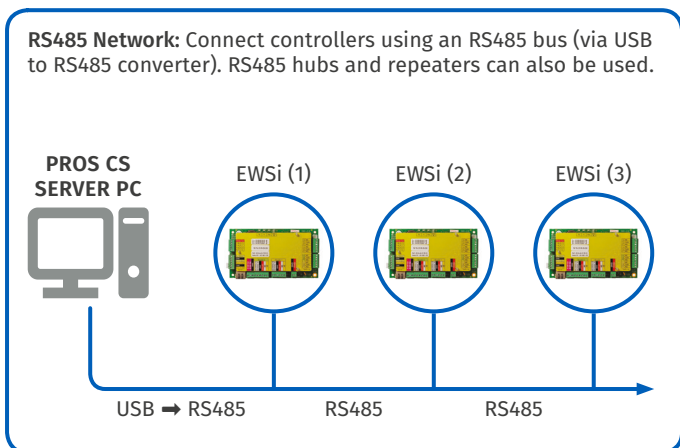 RS485 Network: Connect controllers using an RS485 bus (via USB
to RS485 converter). RS485 hubs and repeaters can also be used.
PROS CS
SERVER PC
EWSi (1)
EWSi (2)
EWSi (3)
USB ➡ RS485
RS485
RS485